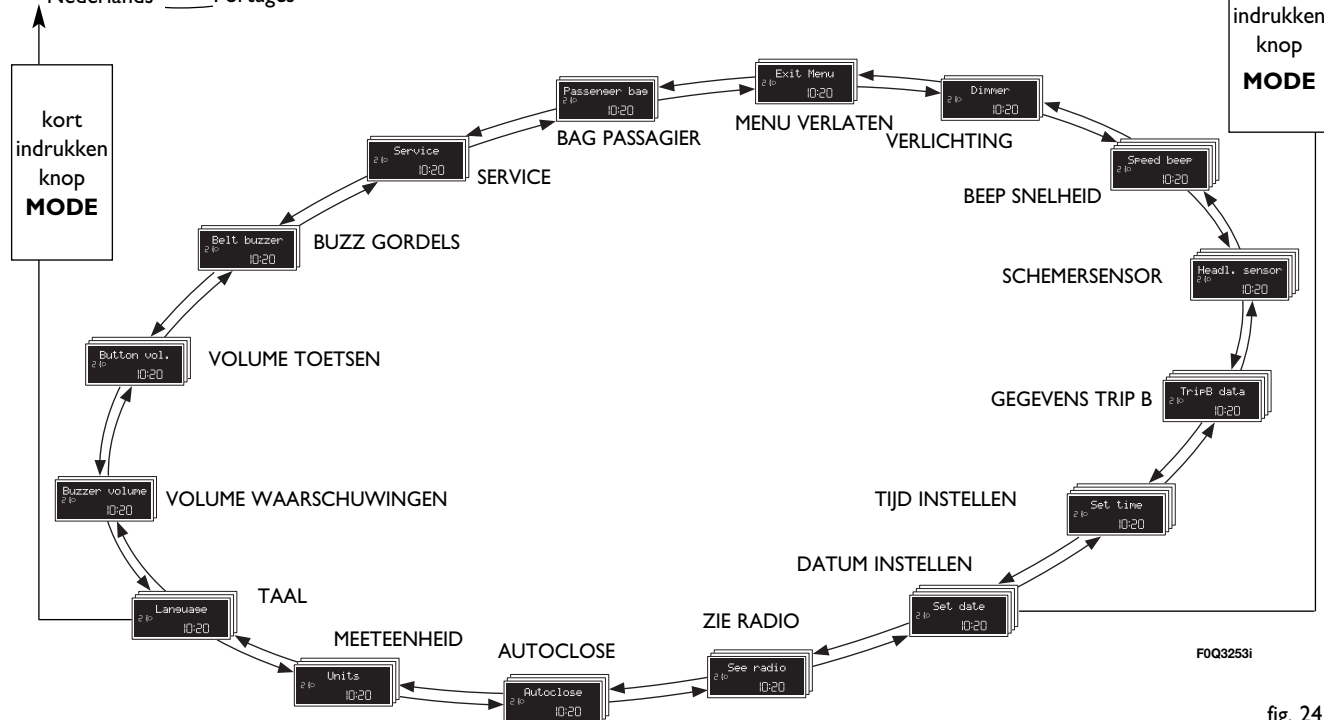 Nederlands Portages
kort
indrukken
knop
MODE
indrukken
knop
MODE
Exit Menu
10:20
MENU VERLATEN
Dimmer
10:20
VERLICHTING
Speed beep
10:20
BEEP SNELHEID
Headl. sensor
10:20
SCHEMERSENSOR
TripB data
10:20
GEGEVENS TRIP B
Set time
10:20
TIJD INSTELLEN
Set date
10:20
DATUM INSTELLEN
See radio
10:20
ZIE RADIO
Autoclose
10:20
AUTOCLOSE
Units
10:20
MEETEENHEID
Language
10:20
TAAL
Buzzer volume
10:20
VOLUME WAARSCHUWINGEN
Button vol.
10:20
VOLUME TOETSEN
Belt buzzer
10:20
BUZZ GORDELS
Service
10:20
SERVICE
Passenger bag
10:20
BAG PASSAGIER
F0Q3253i
fig. 24